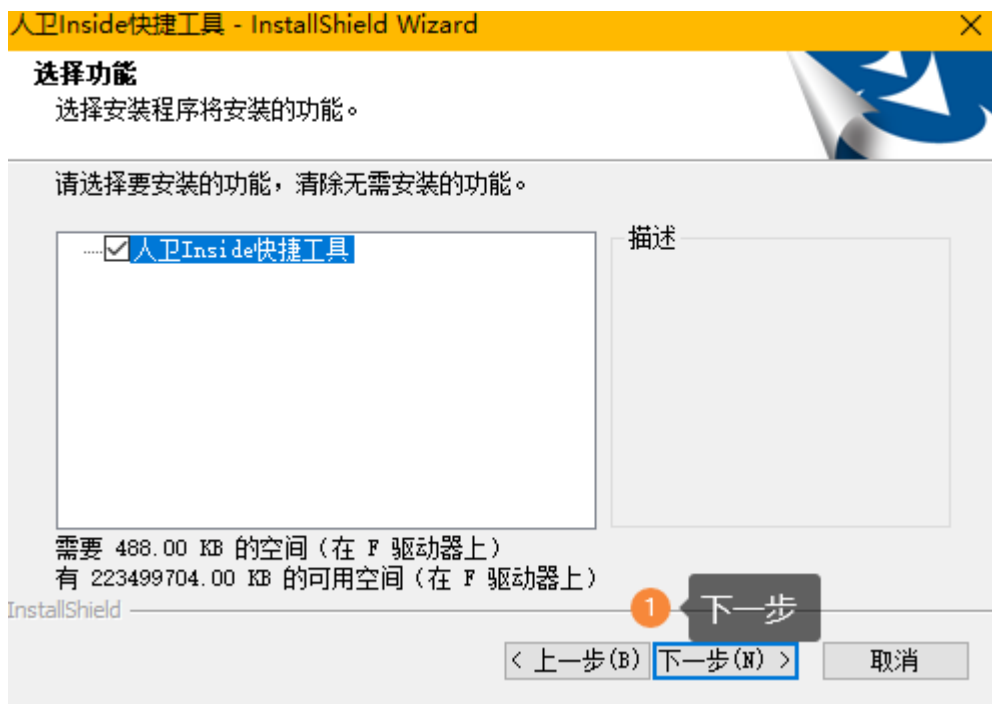 人卫Inside快捷工具 - InstallShield Wizard
选择功能
选择安装程序将安装的功能。
请选择要安装的功能，清除无需安装的功能。
人卫Inside快捷工具
描述
需要 488.00 KB 的空间（在 F 驱动器上）
有 223499704.00 KB 的可用空间（在 F 驱动器上）
InstallShield
1 下一步
< 上一步(B) 下一步(N) > 取消